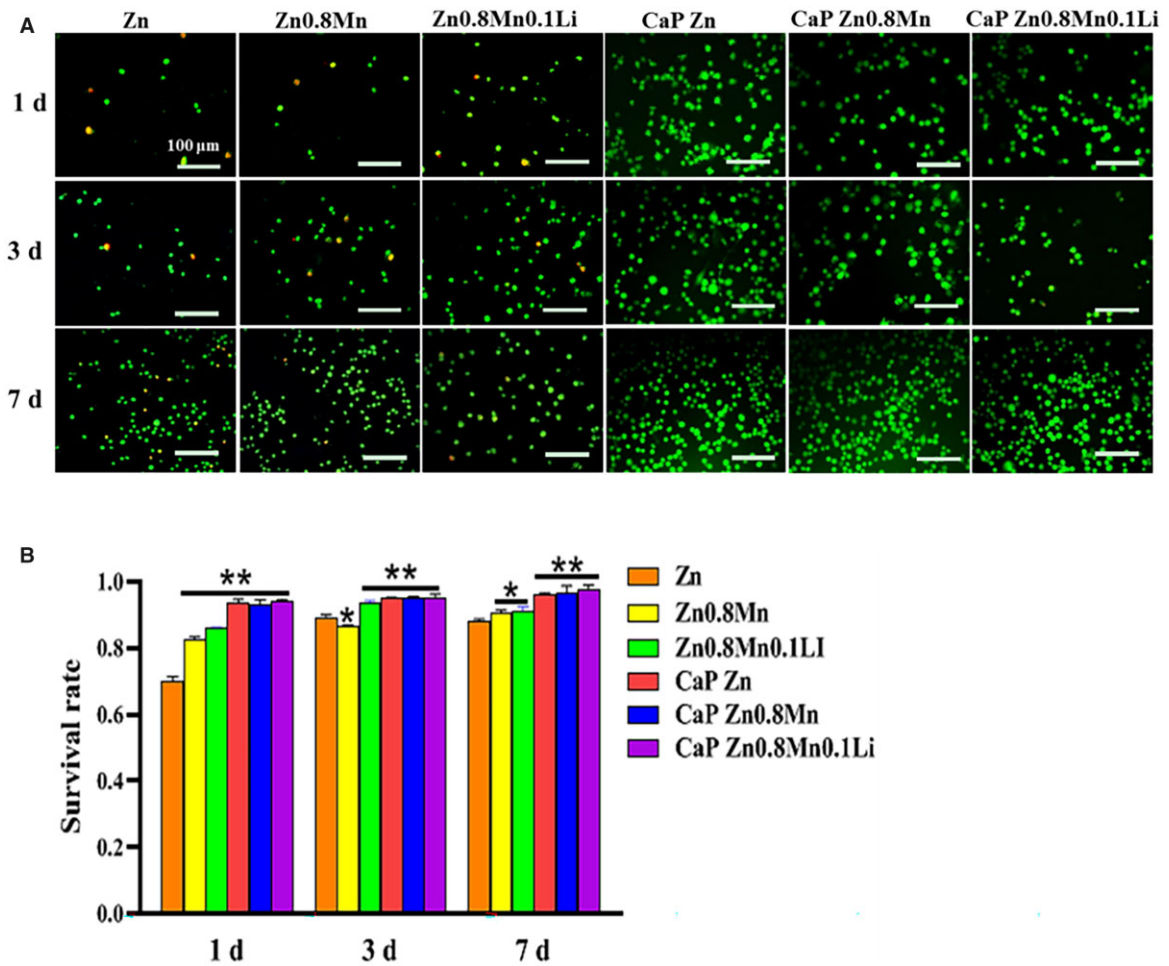 A
Zn Zn0.8Mn Zn0.8Mn0.1Li CaP Zn CaP Zn0.8Mn CaP Zn0.8Mn0.1Li
1 d
100 μm
3 d
7 d
B
** ** * **
*
1.0
0.8
0.6
0.4
0.2
0.0
Survival rate
1 d 3 d 7 d
Zn
Zn0.8Mn
Zn0.8Mn0.1LI
CaP Zn
CaP Zn0.8Mn
CaP Zn0.8Mn0.1Li